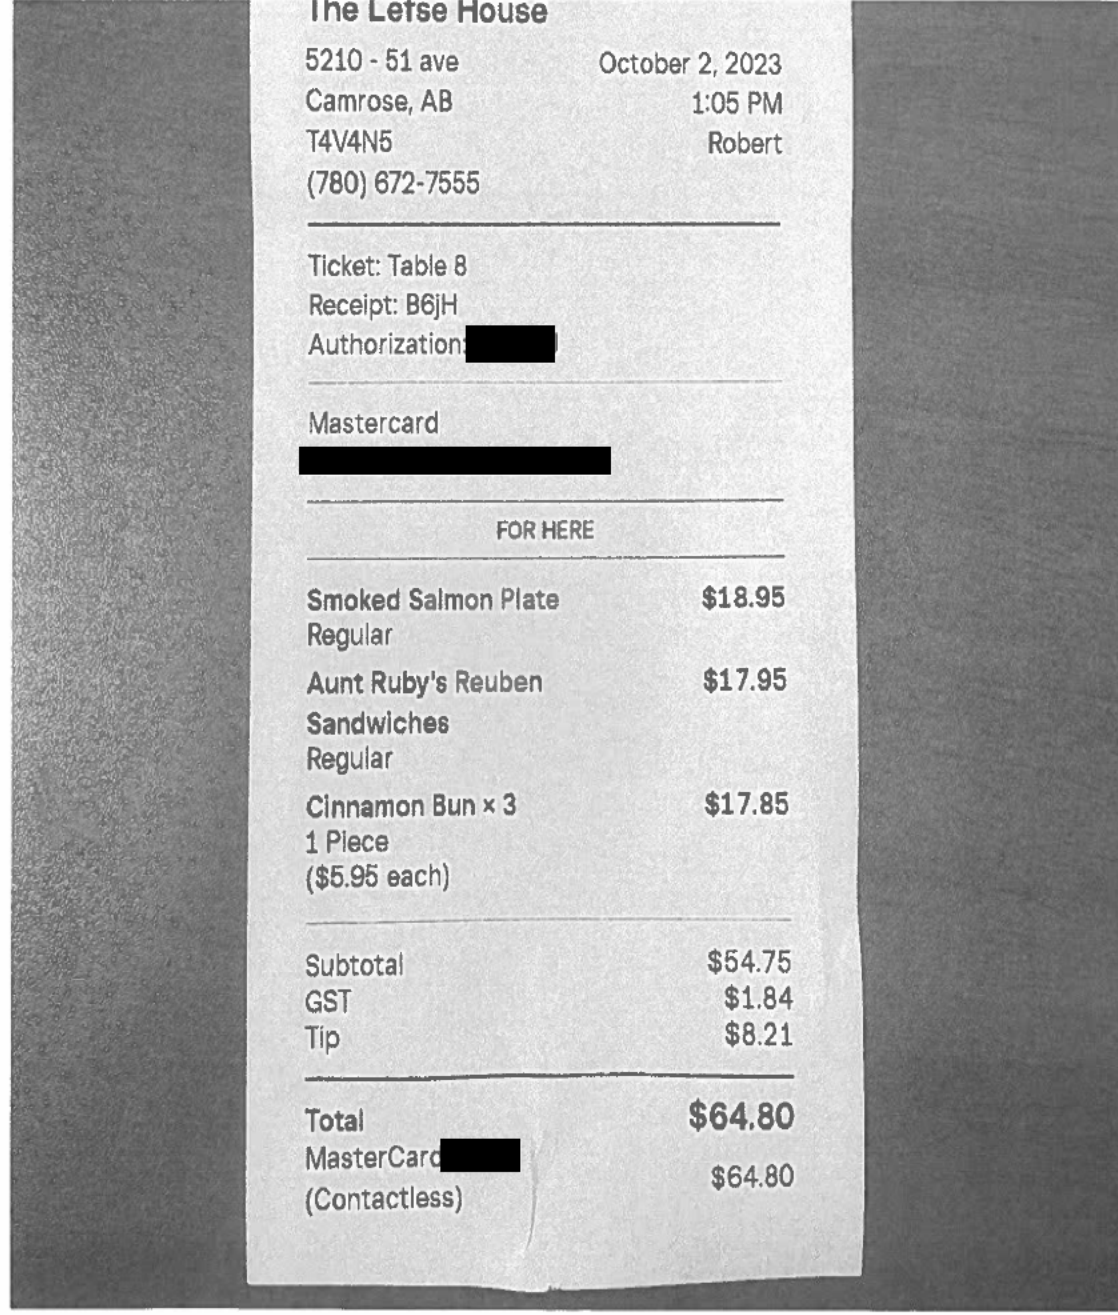 The Lefse House
5210 - 51 ave October 2, 2023
Camrose, AB 1:05 PM
T4V4N5 Robert
(780) 672-7555
Ticket: Table 8
Receipt: B6jH
Authorization:
Mastercard
FOR HERE
Smoked Salmon Plate $18.95
Regular
Aunt Ruby's Reuben $17.95
Sandwiches
Regular
Cinnamon Bun × 3 $17.85
1 Piece
($5.95 each)
Subtotal $54.75
GST $1.84
Tip $8.21
Total $64.80
MasterCard
(Contactless) $64.80